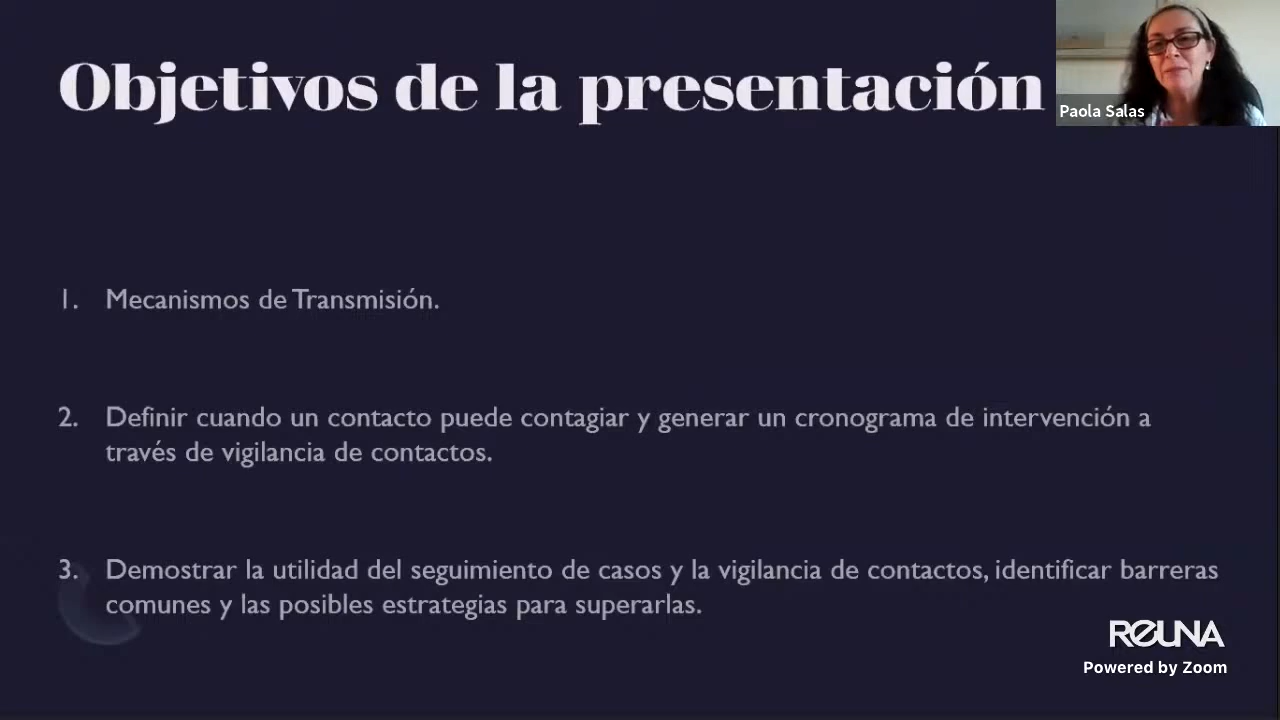 Objetivos de la presentación
Paola Salas
1. Mecanismos de Transmisión.
2. Definir cuando un contacto puede contagiar y generar un cronograma de intervención a
través de vigilancia de contactos.
3. Demostrar la utilidad del seguimiento de casos y la vigilancia de contactos, identificar barreras
comunes y las posibles estrategias para superarlas.
REUNA
Powered by Zoom